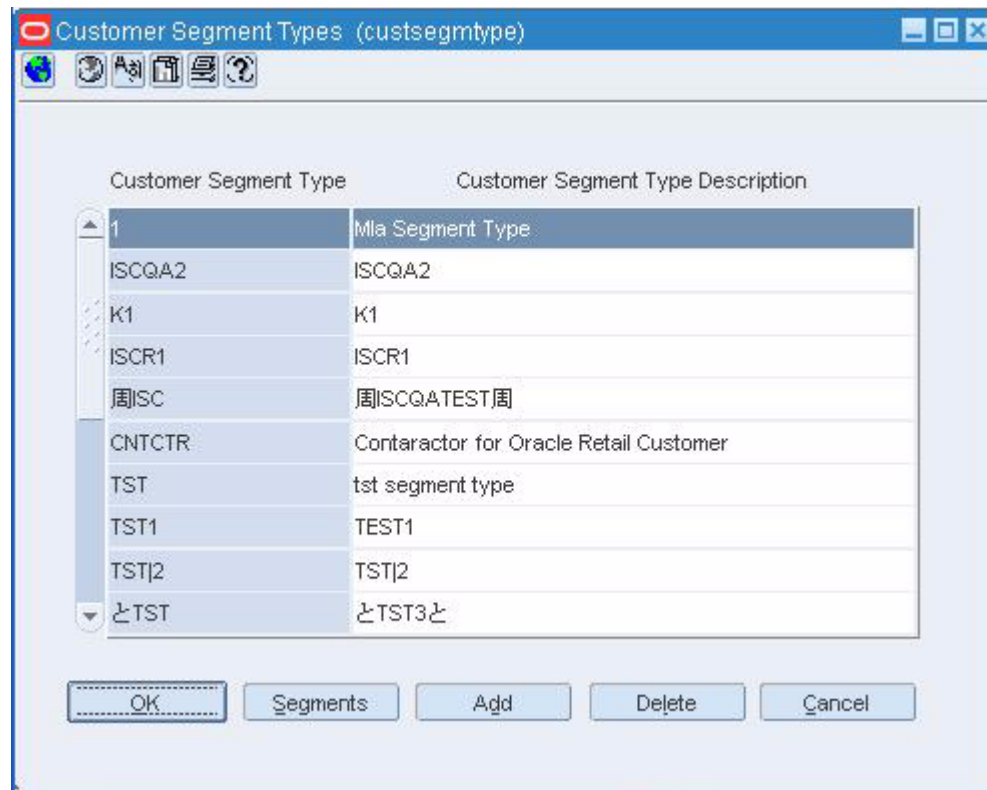 Customer Segment Types (custsegmtype)
Customer Segment Type Customer Segment Type Description
1 Mla Segment Type
ISCQA2 ISCQA2
K1 K1
ISCR1 ISCR1
周ISC 周ISCQATEST周
CNTCTR Contaractor for Oracle Retail Customer
TST tst segment type
TST1 TEST1
TST|2 TST|2
とTST とTST3と
OK Segments Add Delete Cancel